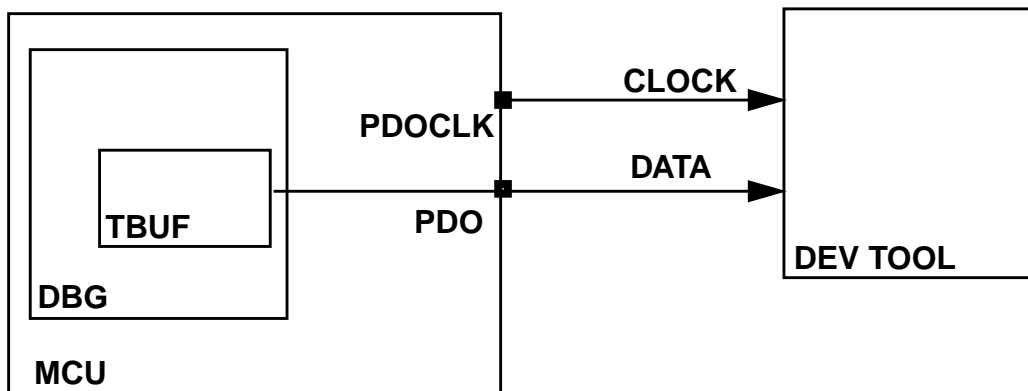 CLOCK
PDOCLK
DATA
TBUF
PDO
DEV TOOL
DBG
MCU